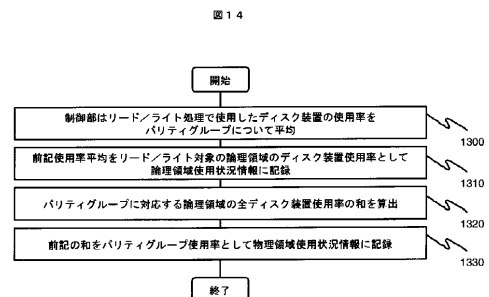 図１４
開始
制御部はリード／ライト処理で使用したディスク装置の使用率を
パリティグループについて平均
1300
前記使用率平均をリード／ライト対象の論理領域のディスク装置使用率として
論理領域使用状況情報に記録
1310
パリティグループに対応する論理領域の全ディスク装置使用率の和を算出
1320
前記の和をパリティグループ使用率として物理領域使用状況情報に記録
1330
終了